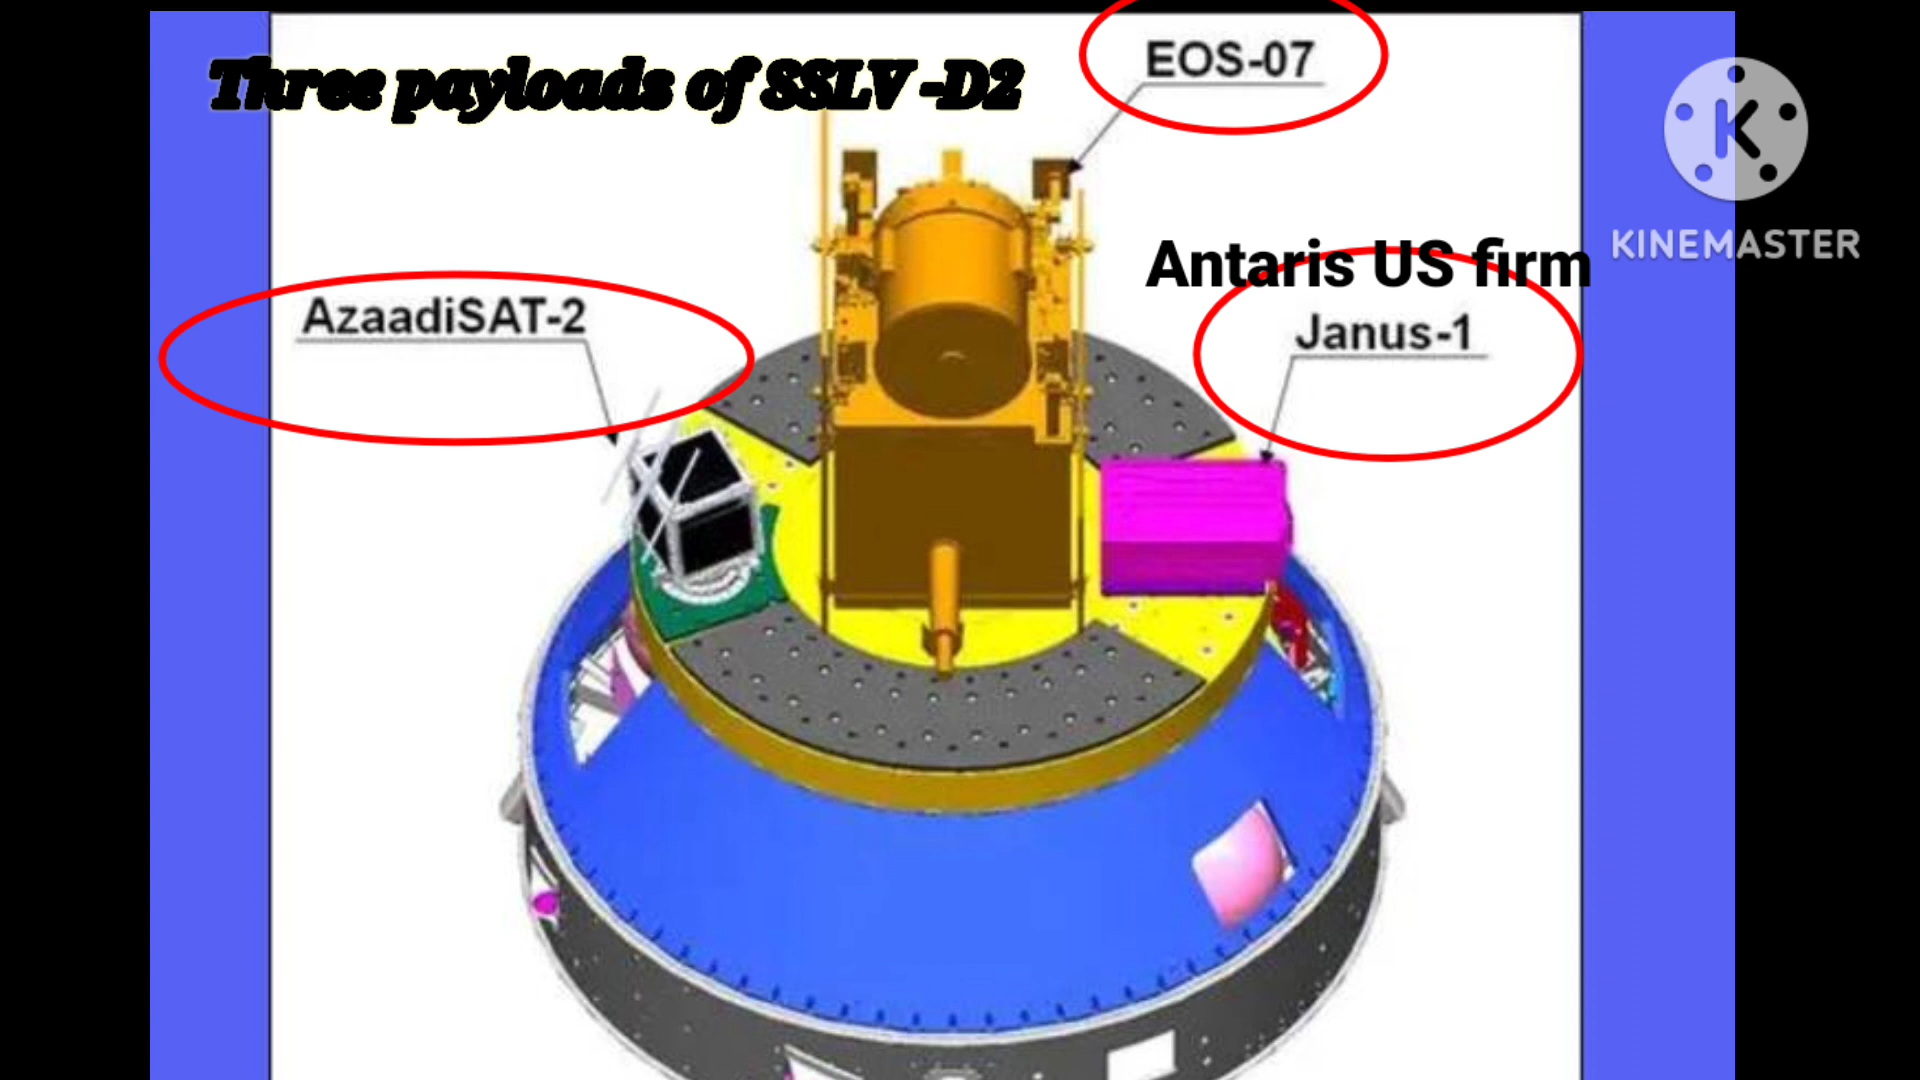 Three payloads of SSLV-D2
EOS-07
K
KINEMASTER
Antaris US firm
AzaadiSAT-2
Janus-1